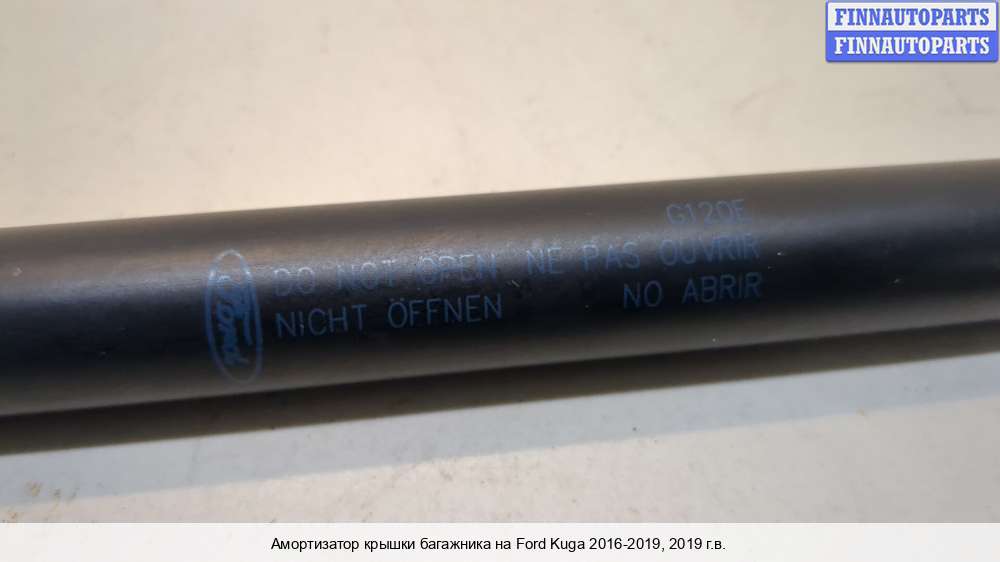 FINNAUTOPARTS
FINNAUTOPARTS
G120E
Ford
DO NOT OPEN NE PAS OUVRIR
NICHT ÖFFNEN NO ABRIR
Амортизатор крышки багажника на Ford Kuga 2016-2019, 2019 г.в.